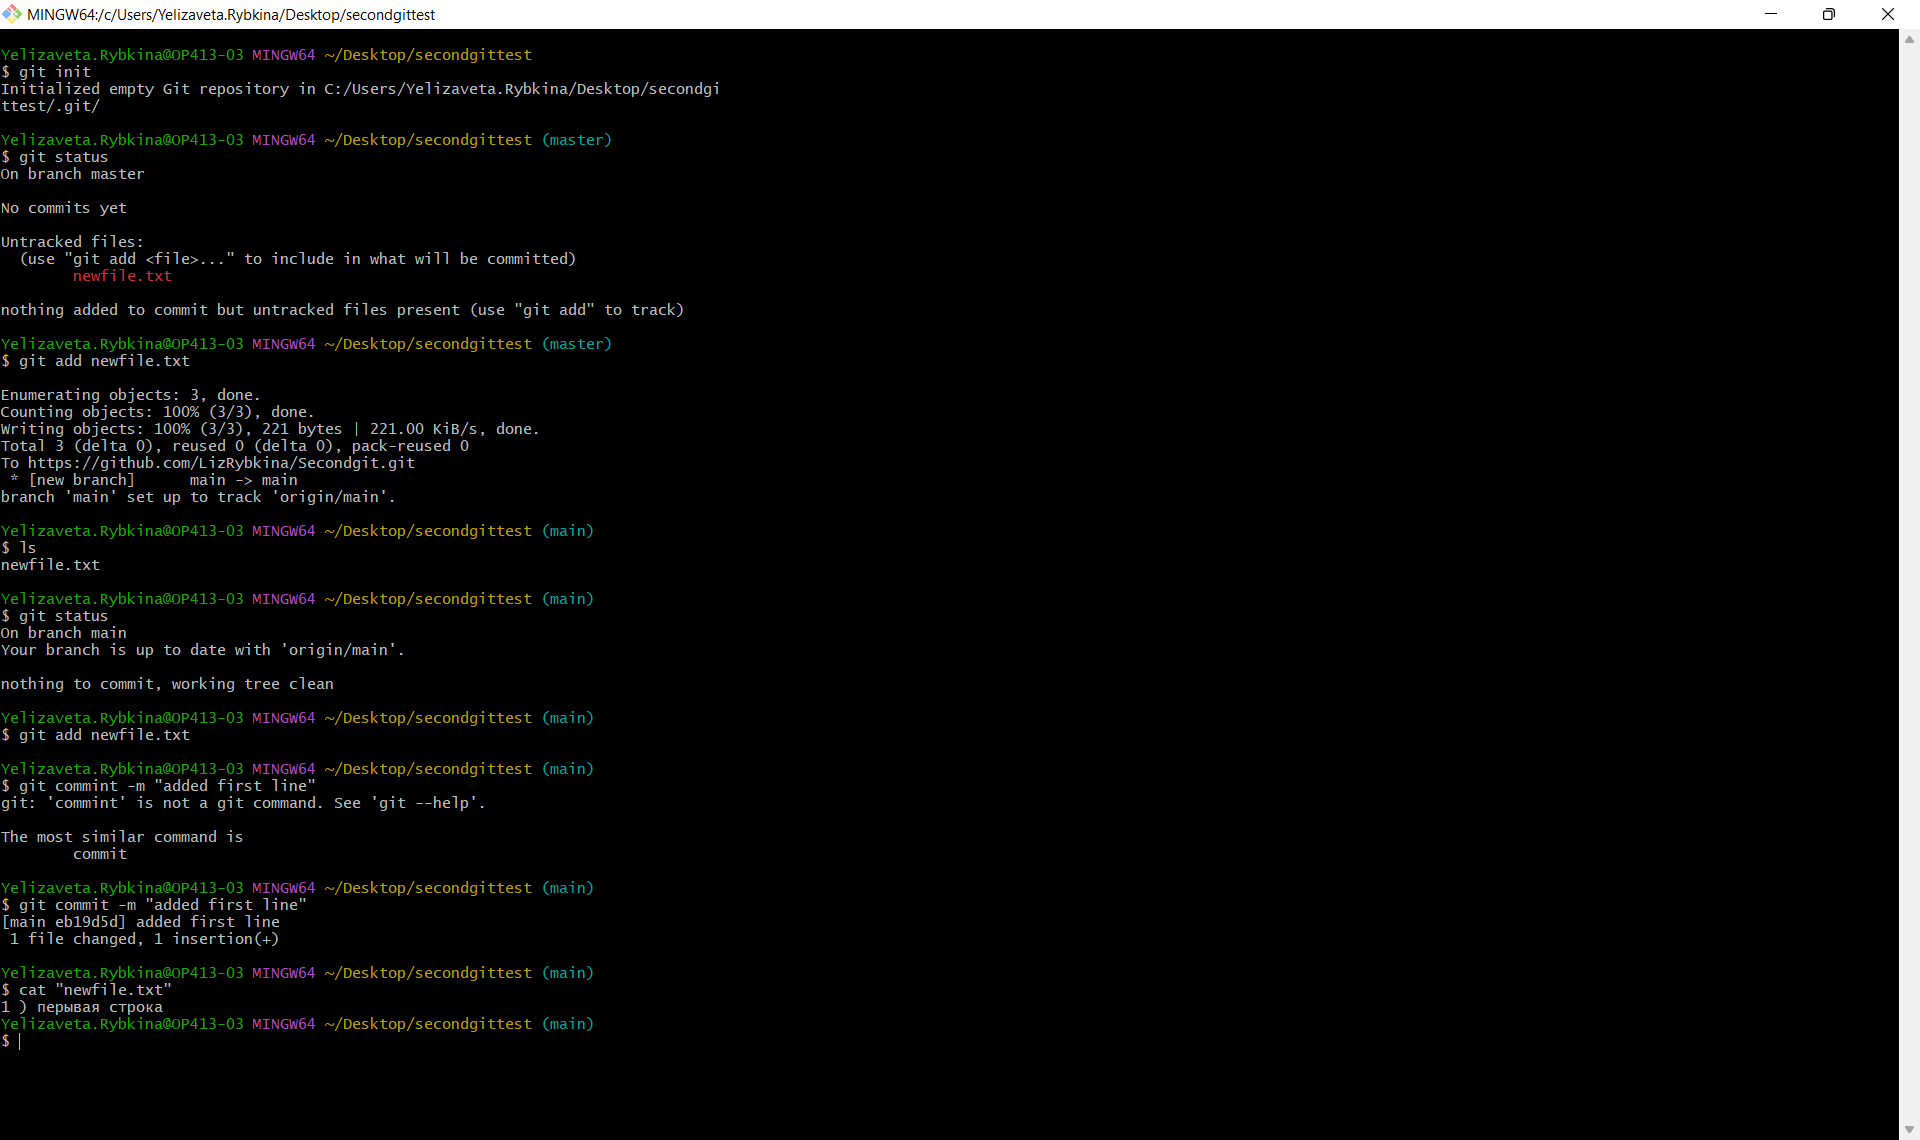 MINGW64:/c/Users/Yelizaveta.Rybkina/Desktop/secondgittest
Yelizaveta.Rybkina@OP413-03 MINGW64 ~/Desktop/secondgittest
$ git init
Initialized empty Git repository in C:/Users/Yelizaveta.Rybkina/Desktop/secondgi
ttest/.git/
Yelizaveta.Rybkina@OP413-03 MINGW64 ~/Desktop/secondgittest (master)
$ git status
On branch master
No commits yet
Untracked files:
  (use "git add <file>..." to include in what will be committed)
        newfile.txt
nothing added to commit but untracked files present (use "git add" to track)
Yelizaveta.Rybkina@OP413-03 MINGW64 ~/Desktop/secondgittest (master)
$ git add newfile.txt
Enumerating objects: 3, done.
Counting objects: 100% (3/3), done.
Writing objects: 100% (3/3), 221 bytes | 221.00 KiB/s, done.
Total 3 (delta 0), reused 0 (delta 0), pack-reused 0
To https://github.com/LizRybkina/Secondgit.git
 * [new branch]      main -> main
branch 'main' set up to track 'origin/main'.
Yelizaveta.Rybkina@OP413-03 MINGW64 ~/Desktop/secondgittest (main)
$ ls
newfile.txt
Yelizaveta.Rybkina@OP413-03 MINGW64 ~/Desktop/secondgittest (main)
$ git status
On branch main
Your branch is up to date with 'origin/main'.
nothing to commit, working tree clean
Yelizaveta.Rybkina@OP413-03 MINGW64 ~/Desktop/secondgittest (main)
$ git add newfile.txt
Yelizaveta.Rybkina@OP413-03 MINGW64 ~/Desktop/secondgittest (main)
$ git commint -m "added first line"
git: 'commint' is not a git command. See 'git --help'.
The most similar command is
        commit
Yelizaveta.Rybkina@OP413-03 MINGW64 ~/Desktop/secondgittest (main)
$ git commit -m "added first line"
[main eb19d5d] added first line
 1 file changed, 1 insertion(+)
Yelizaveta.Rybkina@OP413-03 MINGW64 ~/Desktop/secondgittest (main)
$ cat "newfile.txt"
1 ) перывая строка
Yelizaveta.Rybkina@OP413-03 MINGW64 ~/Desktop/secondgittest (main)
$